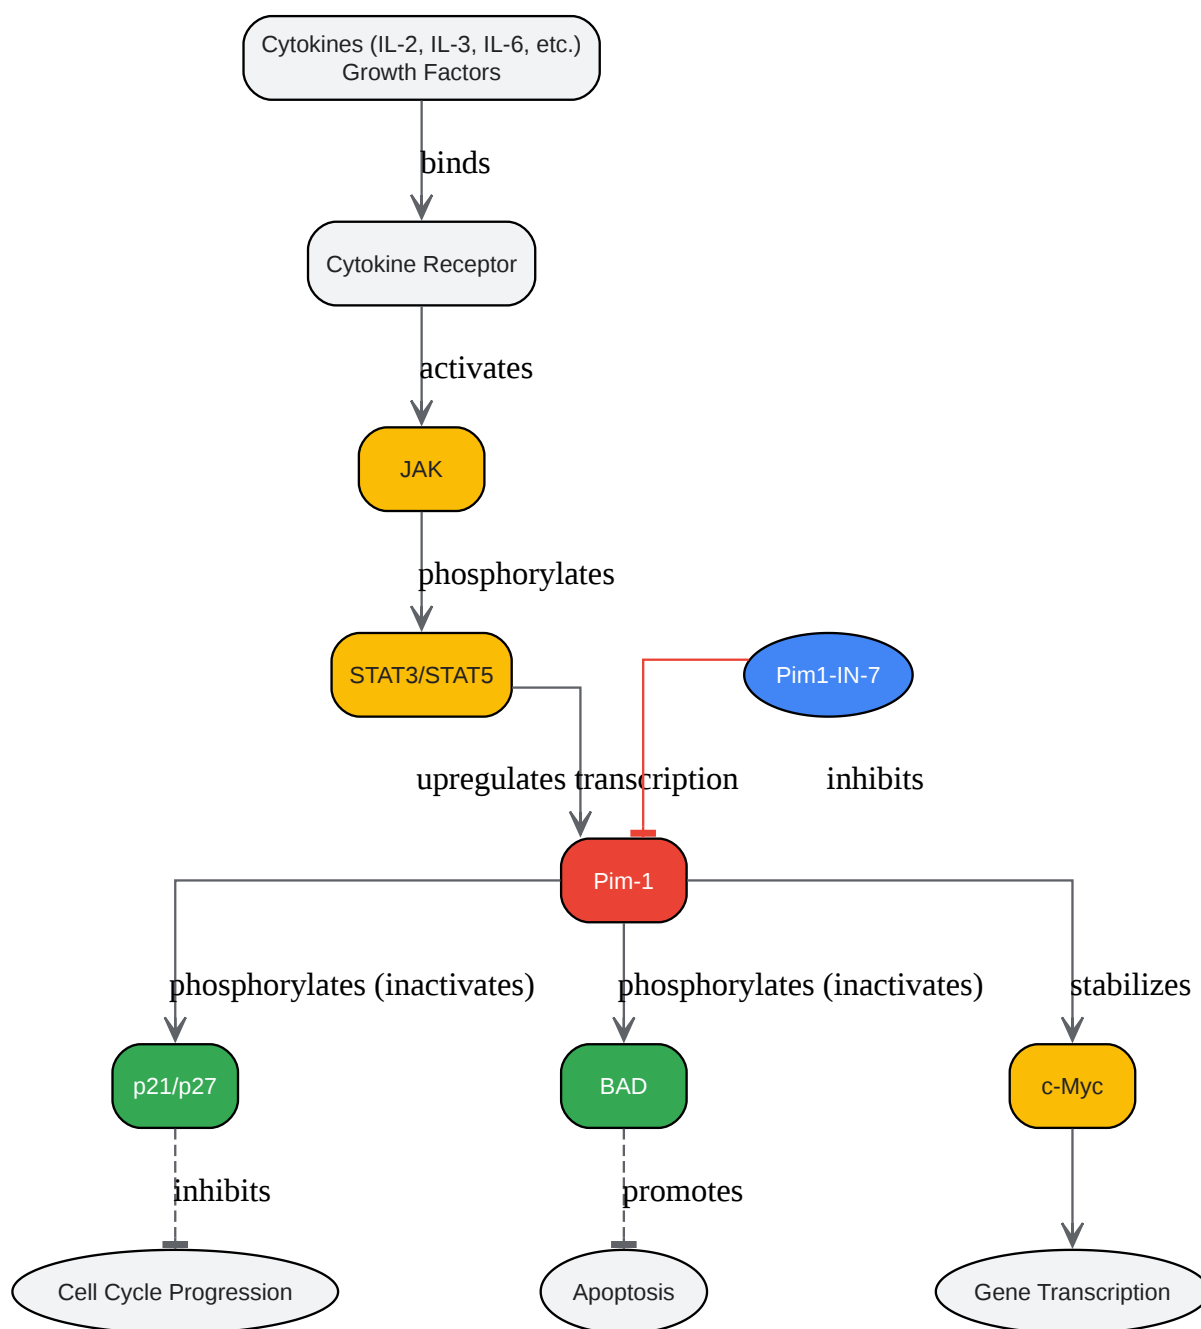 Cytokines (IL-2, IL-3, IL-6, etc.)
Growth Factors
binds
Cytokine Receptor
activates
JAK
phosphorylates
STAT3/STAT5
Pim1-IN-7
upregulates transcription
inhibits
Pim-1
phosphorylates (inactivates)
phosphorylates (inactivates)
stabilizes
p21/p27
BAD
c-Myc
inhibits
promotes
Cell Cycle Progression
Apoptosis
Gene Transcription